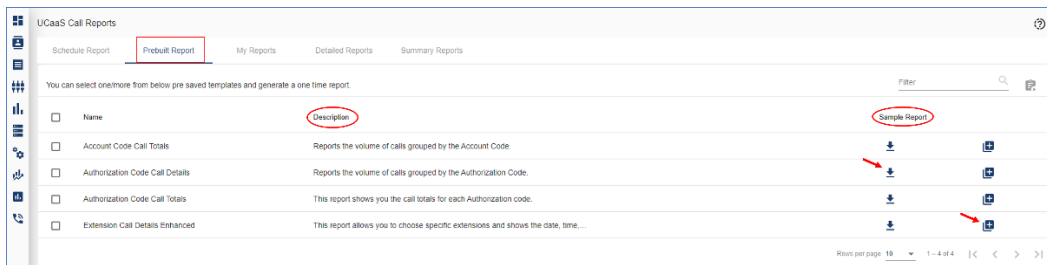 UCaaS Call Reports
Schedule Report Prebuilt Report My Reports Detailed Reports Summary Reports
You can select one/more from below pre saved templates and generate a one time report.
Filter
Name Description Sample Report
Account Code Call Totals Reports the volume of calls grouped by the Account Code.
Authorization Code Call Details Reports the volume of calls grouped by the Authorization Code.
Authorization Code Call Totals This report shows you the call totals for each Authorization code.
Extension Call Details Enhanced This report allows you to choose specific extensions and shows the date, time,...
Rows per page 10 1 – 4 of 4